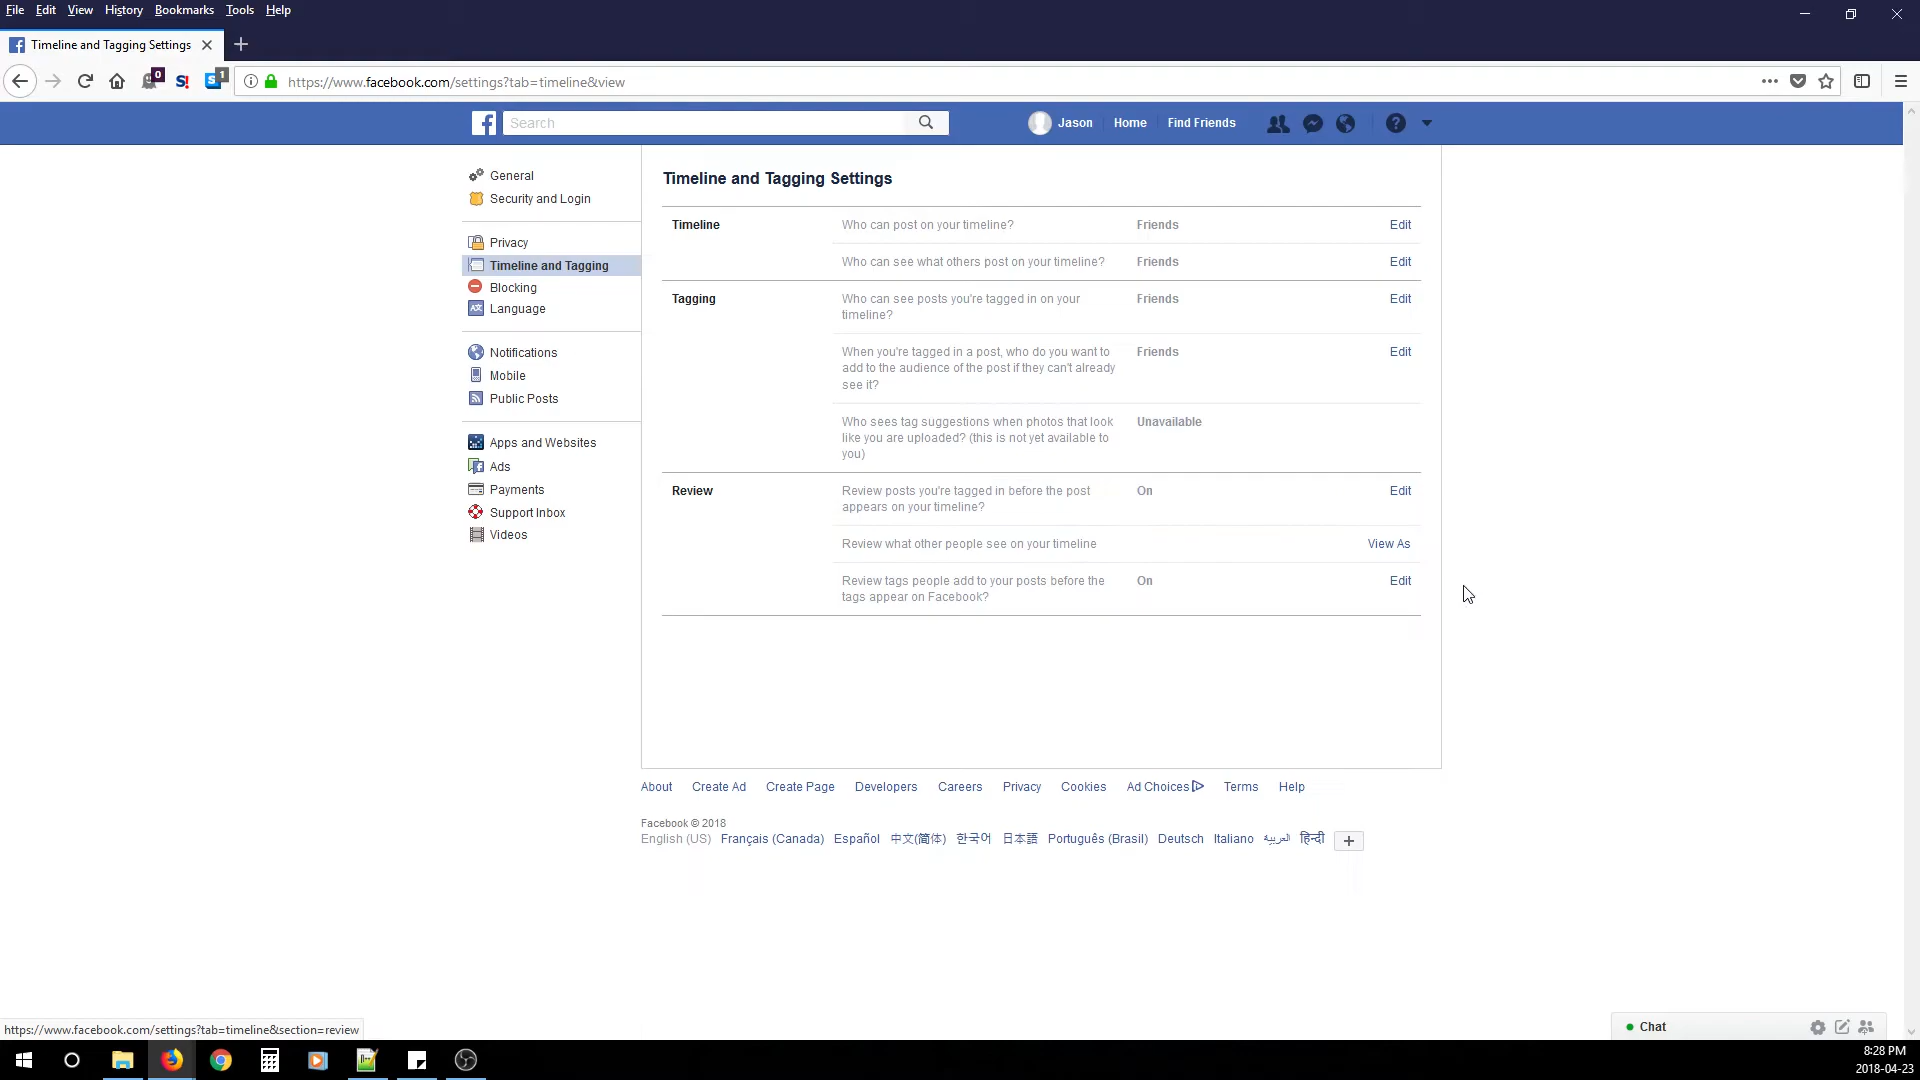 File Edit View History Bookmarks Tools Help
Timeline and Tagging Settings
0
S!
S 1
https://www.facebook.com/settings?tab=timeline&view
Search
Jason Home Find Friends
General
Security and Login
Privacy
Timeline and Tagging
Blocking
Language
Notifications
Mobile
Public Posts
Apps and Websites
Ads
Payments
Support Inbox
Videos
Timeline and Tagging Settings
Timeline
Who can post on your timeline? Friends Edit
Who can see what others post on your timeline? Friends Edit
Tagging
Who can see posts you're tagged in on your Friends Edit
timeline?
When you're tagged in a post, who do you want to Friends Edit
add to the audience of the post if they can't already
see it?
Who sees tag suggestions when photos that look Unavailable
like you are uploaded? (this is not yet available to
you)
Review
Review posts you're tagged in before the post On Edit
appears on your timeline?
Review what other people see on your timeline View As
Review tags people add to your posts before the On Edit
tags appear on Facebook?
About Create Ad Create Page Developers Careers Privacy Cookies Ad Choices Terms Help
Facebook © 2018
English (US) Français (Canada) Español 中文(简体) 한국어 日本語 Português (Brasil) Deutsch Italiano العربية हिन्दी
https://www.facebook.com/settings?tab=timeline&section=review
Chat
8:28 PM
2018-04-23